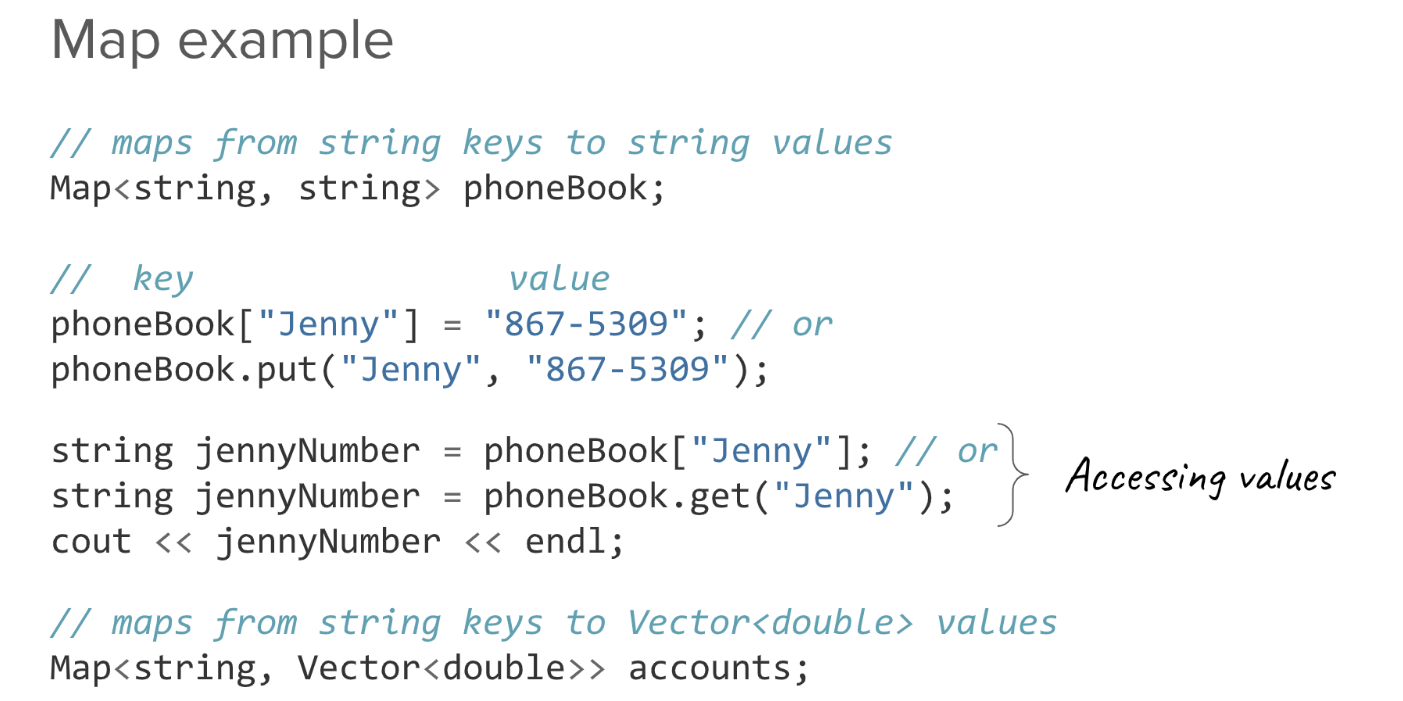 Map example
// maps from string keys to string values
Map<string, string> phoneBook;
// key value
phoneBook["Jenny"] = "867-5309"; // or
phoneBook.put("Jenny", "867-5309");
string jennyNumber = phoneBook["Jenny"]; // or
string jennyNumber = phoneBook.get("Jenny");
Accessing values
cout << jennyNumber << endl;
// maps from string keys to Vector<double> values
Map<string, Vector<double>> accounts;